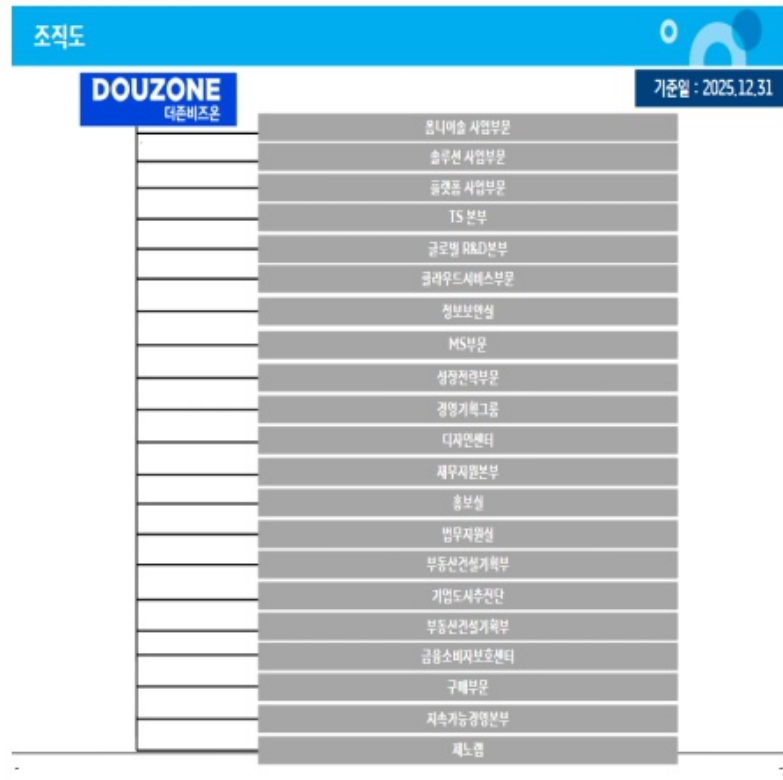 조직도
DOUZONE
더존비즈온
기준일 : 2025.12.31
옴니이솔 사업부문
솔루션 사업부문
플랫폼 사업부문
TS 본부
글로벌 R&D본부
클라우드서비스부문
정보보안실
MS부문
성장전략부문
경영기획그룹
디자인센터
재무지원본부
홍보실
법무지원실
부동산건설기획부
기업도시추진단
부동산건설기획부
금융소비자보호센터
구매부문
지속가능경영본부
제노랩